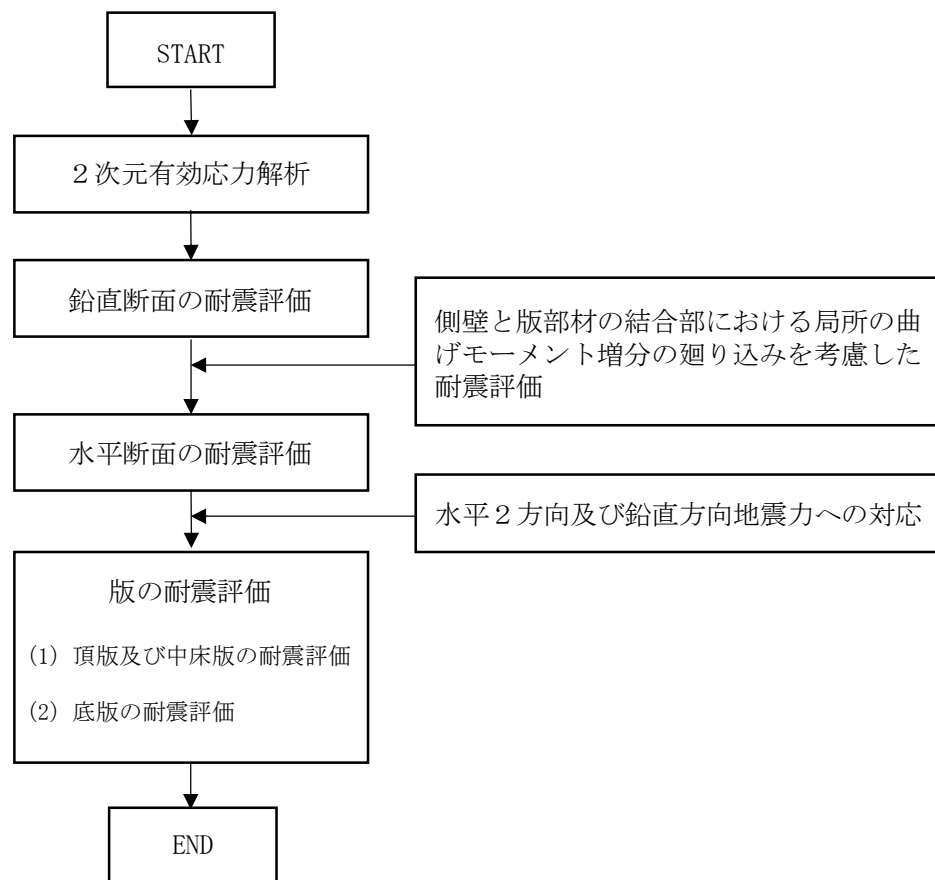 START
２次元有効応力解析
鉛直断面の耐震評価
側壁と版部材の結合部における局所の曲
げモーメント増分の廻り込みを考慮した
耐震評価
水平断面の耐震評価
水平２方向及び鉛直方向地震力への対応
版の耐震評価
(1) 頂版及び中床版の耐震評価
(2) 底版の耐震評価
END